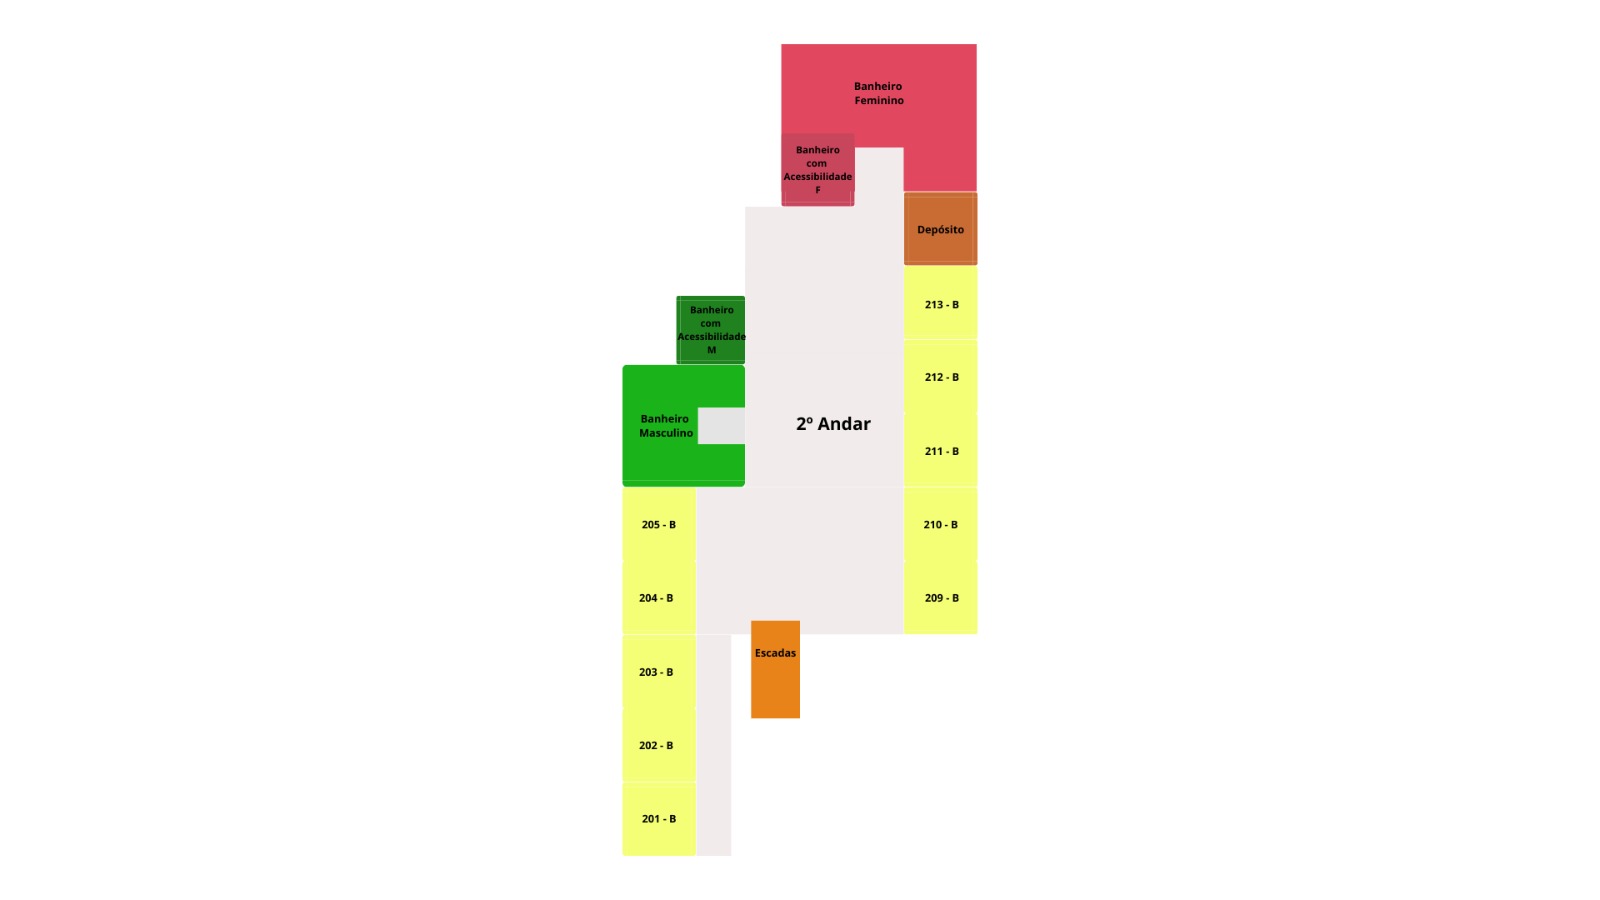 Banheiro
Feminino
Banheiro
com
Acessibilidade
F
Depósito
213 - B
Banheiro
com
Acessibilidade
M
212 - B
Banheiro
Masculino
2º Andar
211 - B
205 - B
210 - B
204 - B
209 - B
Escadas
203 - B
202 - B
201 - B